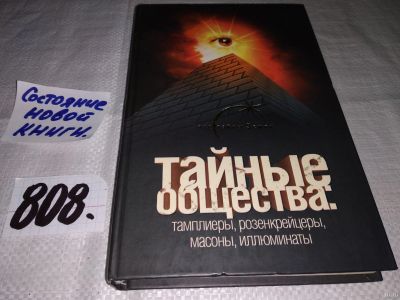 Состояние
новой
книги.
808.
тайные
общества:
тамплиеры, розенкрейцеры,
масоны, иллюминаты